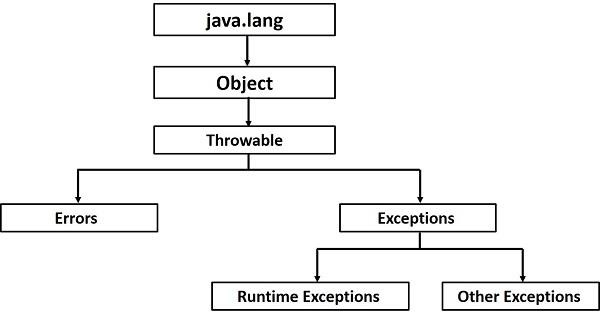 java.lang
Object
Throwable
Errors
Exceptions
Runtime Exceptions
Other Exceptions